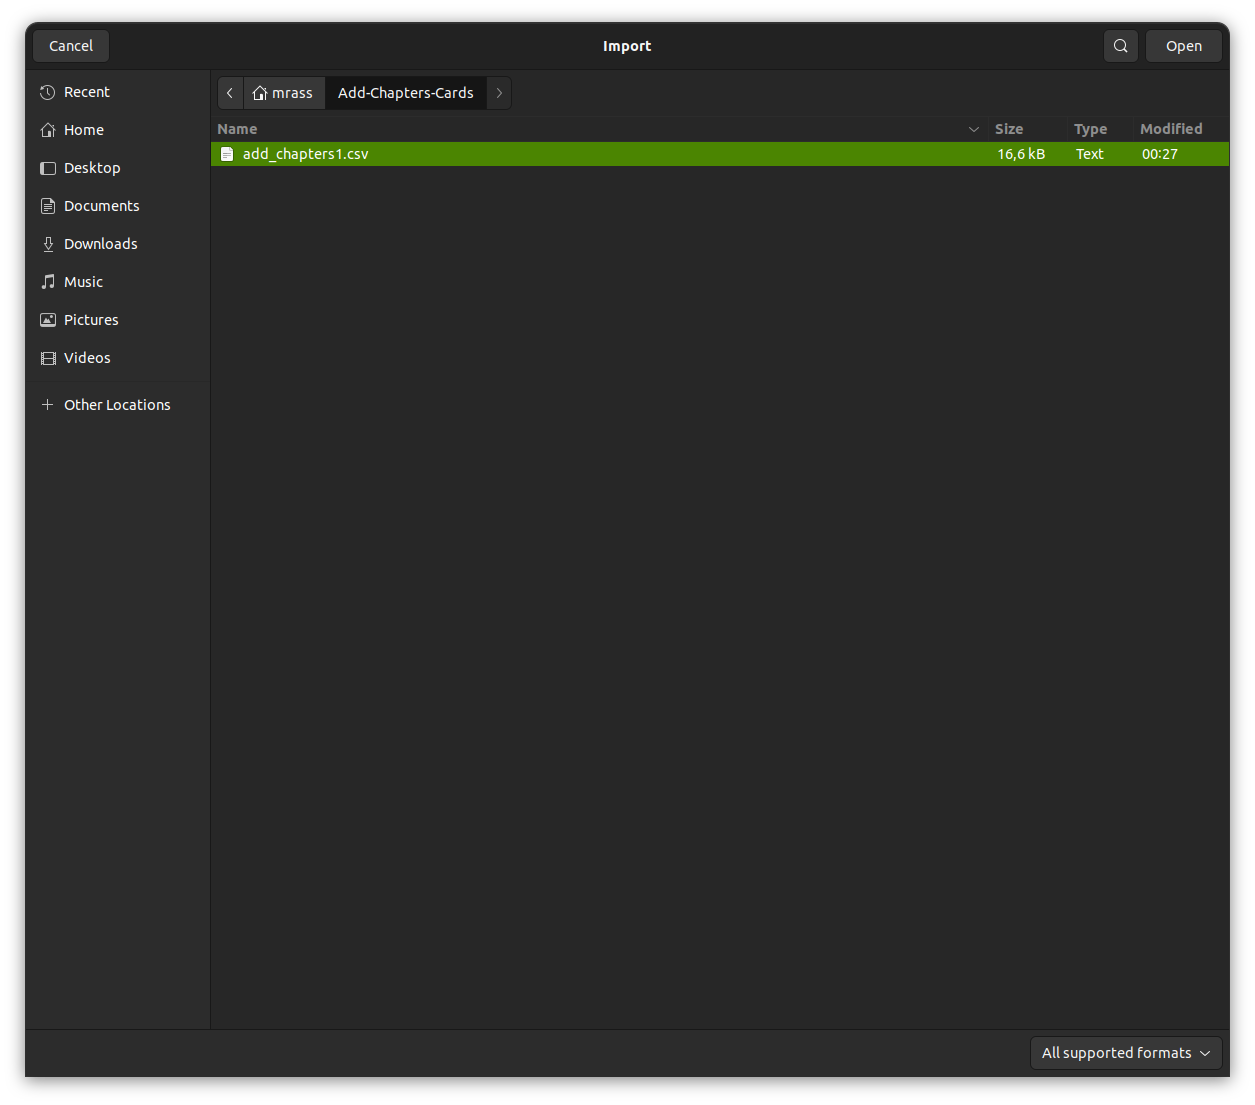 Cancel Import Open
Recent
Home
Desktop
Documents
Downloads
Music
Pictures
Videos
Other Locations
mrass Add-Chapters-Cards
Name Size Type Modified
add_chapters1.csv 16,6 kB Text 00:27
All supported formats